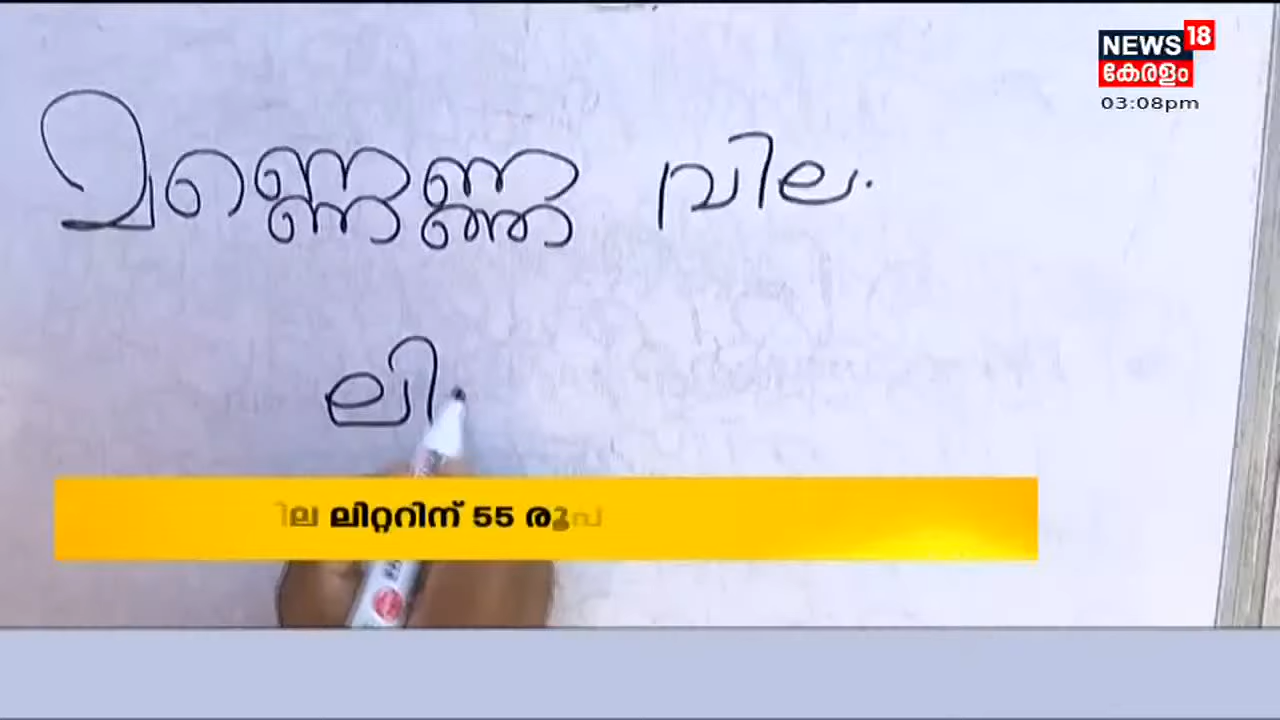 NEWS 18
കേരളം
03:08pm
മണ്ണെണ്ണ വില.
ലി
ലിറ്ററിന് 55